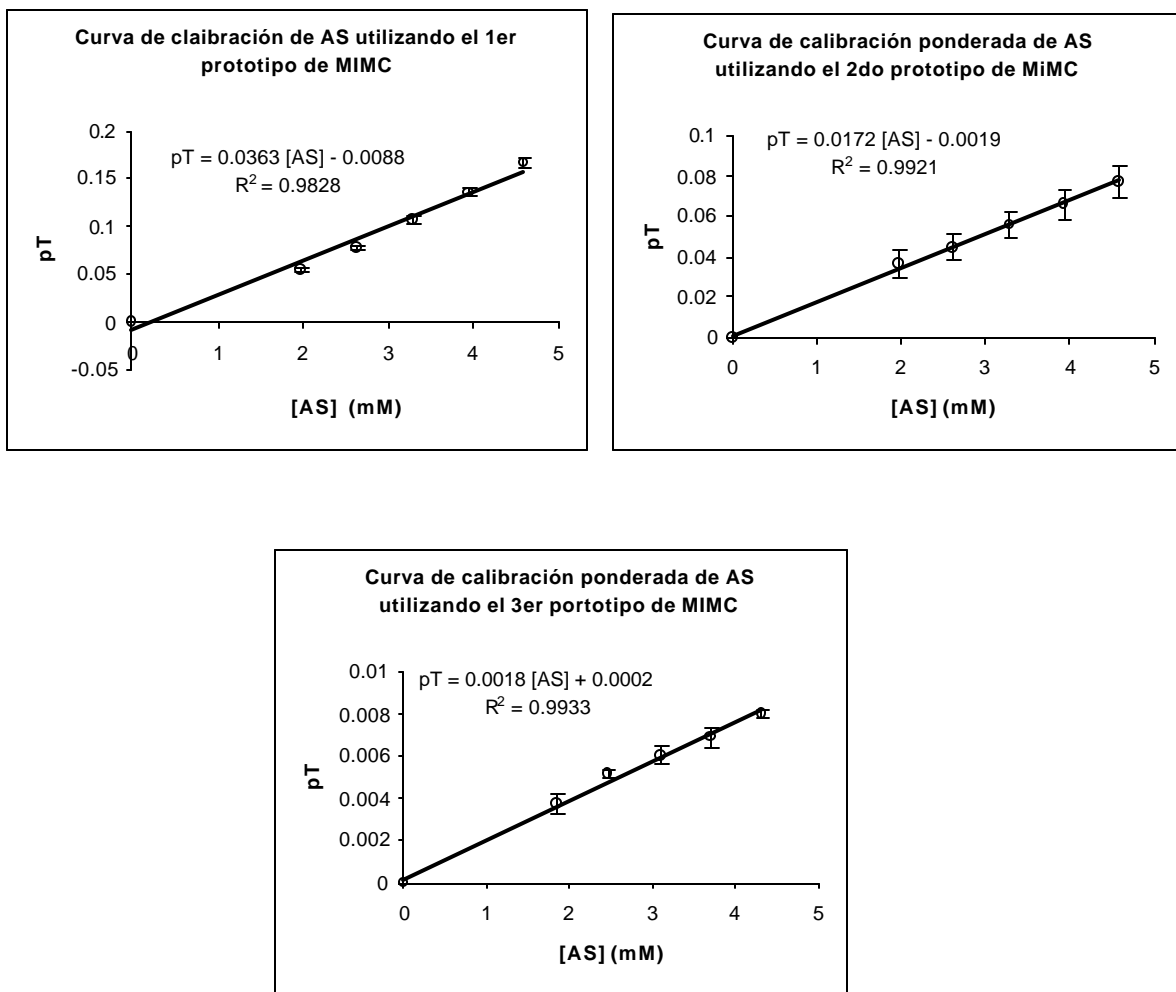 Curva de claibración de AS utilizando el 1er
prototipo de MIMC
pT = 0.0363 [AS] - 0.0088
R² = 0.9828
0.2
0.15
0.1
0.05
0
-0.05
pT
0 1 2 3 4 5
[AS] (mM)
Curva de calibración ponderada de AS
utilizando el 2do prototipo de MiMC
pT = 0.0172 [AS] - 0.0019
R² = 0.9921
0.1
0.08
0.06
0.04
0.02
0
pT
0 1 2 3 4 5
[AS] (mM)
Curva de calibración ponderada de AS
utilizando el 3er portotipo de MIMC
pT = 0.0018 [AS] + 0.0002
R² = 0.9933
0.01
0.008
0.006
0.004
0.002
0
pT
0 1 2 3 4 5
[AS] (mM)